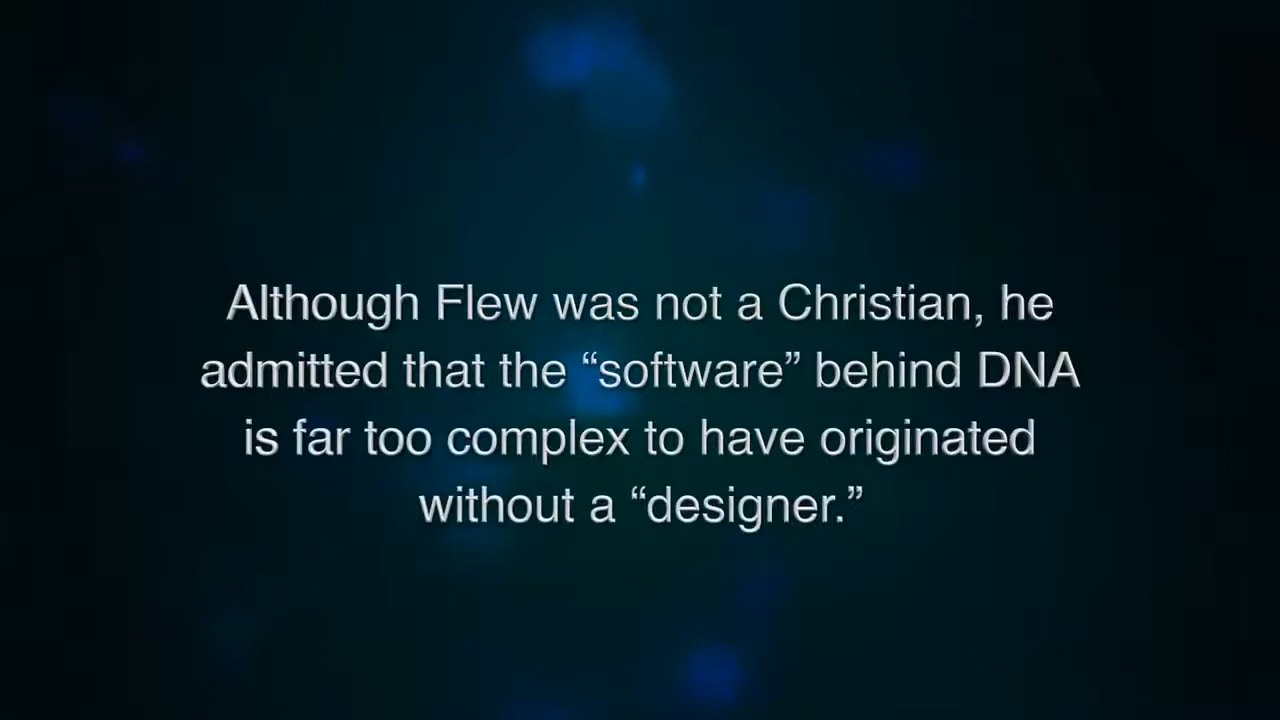 Although Flew was not a Christian, he
admitted that the “software” behind DNA
is far too complex to have originated
without a “designer.”